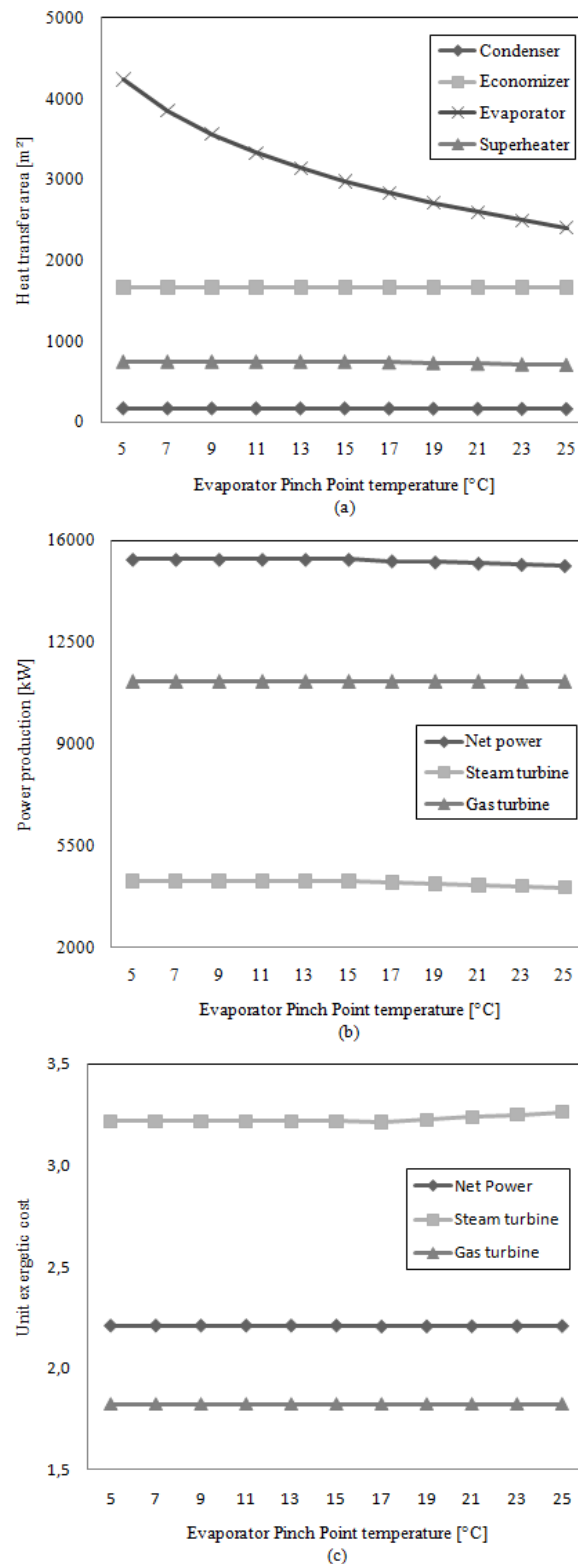 5000
4000
3000
2000
1000
0
Heat transfer area [m²]
Condenser
Economizer
Evaporator
Superheater
5 7 9 11 13 15 17 19 21 23 25
Evaporator Pinch Point temperature [°C]
(a)
16000
12500
9000
5500
2000
Power production [kW]
Net power
Steam turbine
Gas turbine
5 7 9 11 13 15 17 19 21 23 25
Evaporator Pinch Point temperature [°C]
(b)
3,5
3,0
2,5
2,0
1,5
Unit exergetic cost
Net Power
Steam turbine
Gas turbine
5 7 9 11 13 15 17 19 21 23 25
Evaporator Pinch Point temperature [°C]
(c)